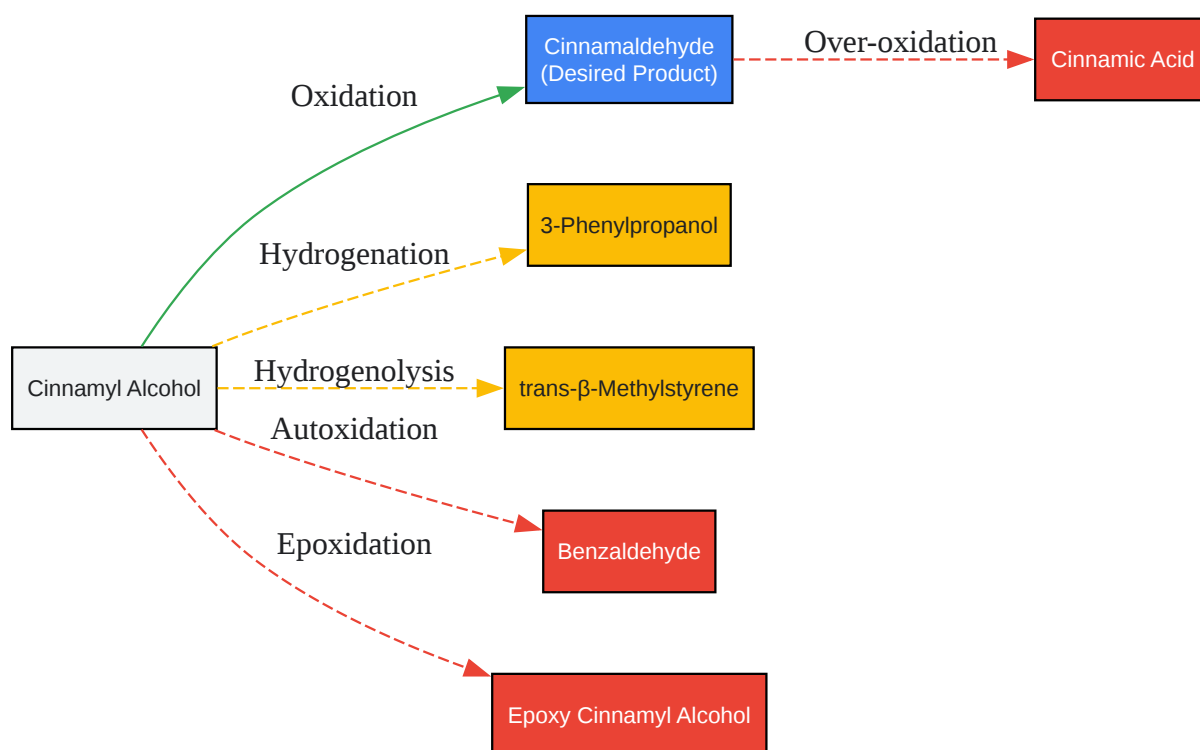 Cinnamaldehyde
(Desired Product)
Over-oxidation
Cinnamic Acid
Oxidation
3-Phenylpropanol
Hydrogenation
Cinnamyl Alcohol
Hydrogenolysis
trans-β-Methylstyrene
Autoxidation
Benzaldehyde
Epoxidation
Epoxy Cinnamyl Alcohol